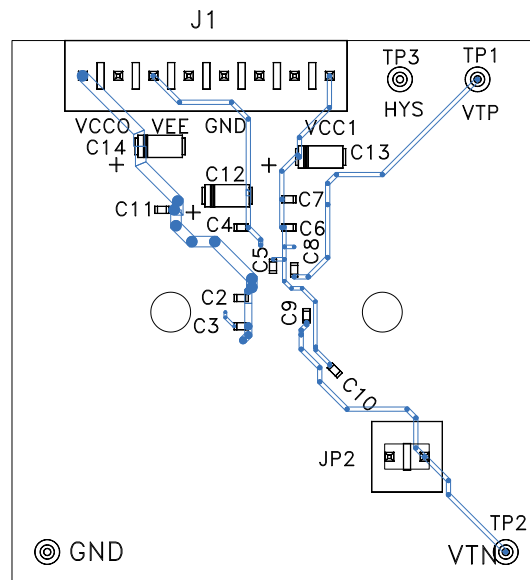 J1
TP3
TP1
HYS
VTP
VCCO VEE GND VCC1
C14
C13
C12
C7
C11
C4
C6
C5
C8
C2
C9
C3
C10
JP2
TP2
GND
VTN